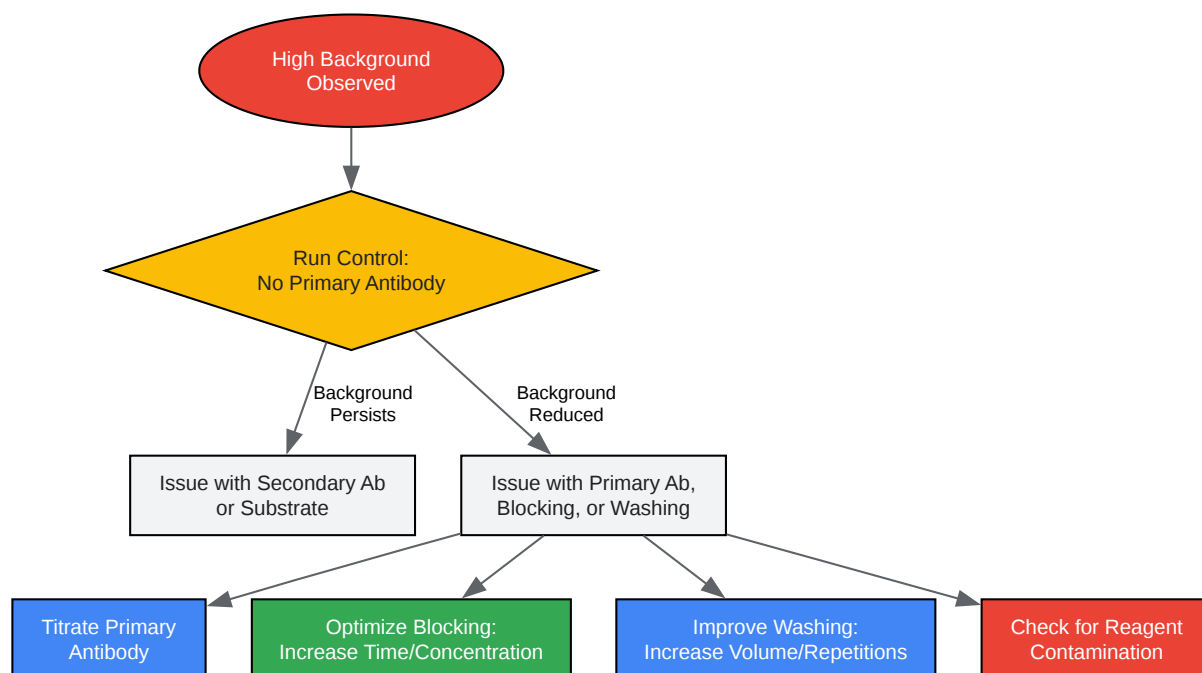 High Background
Observed
Run Control:
No Primary Antibody
Background
Persists
Background
Reduced
Issue with Secondary Ab
or Substrate
Issue with Primary Ab,
Blocking, or Washing
Titrate Primary
Antibody
Optimize Blocking:
Increase Time/Concentration
Improve Washing:
Increase Volume/Repetitions
Check for Reagent
Contamination